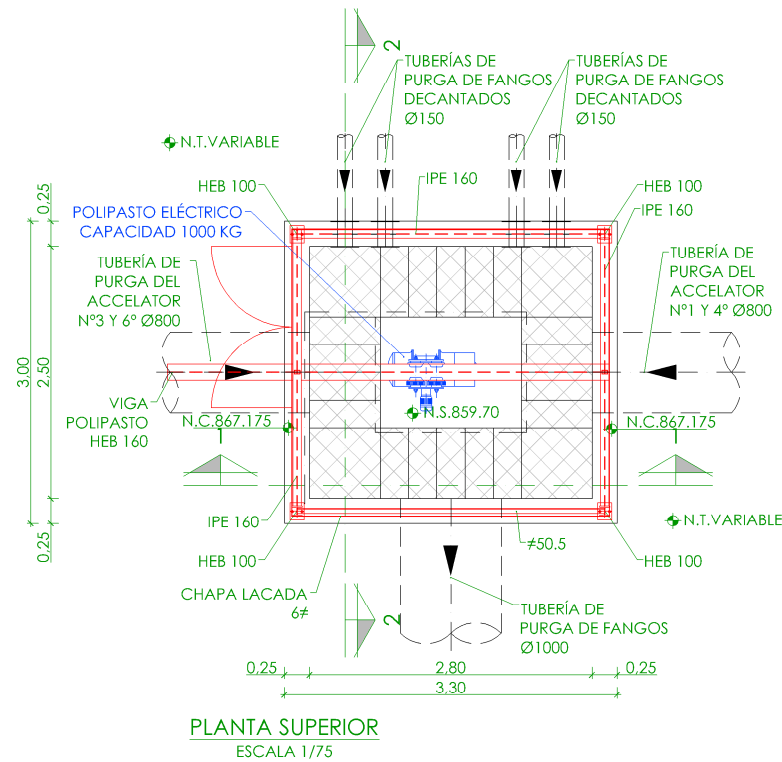 2
TUBERÍAS DE
PURGA DE FANGOS
DECANTADOS
Ø150
TUBERÍAS DE
PURGA DE FANGOS
DECANTADOS
Ø150
N.T.VARIABLE
IPE 160
HEB 100
HEB 100
IPE 160
0,25
POLIPASTO ELÉCTRICO
CAPACIDAD 1000 KG
TUBERÍA DE
PURGA DEL
ACCELATOR
Nº3 Y 6º Ø800
TUBERÍA DE
PURGA DEL
ACCELATOR
Nº1 Y 4º Ø800
3.00
2,50
VIGA
POLIPASTO
HEB 160
N.S.859.70
N.C.867.175
N.C.867.175
1
1
IPE 160
N.T.VARIABLE
0,25
≠50.5
HEB 100
HEB 100
CHAPA LACADA
6≠
2
TUBERÍA DE
PURGA DE FANGOS
Ø1000
0,25
2,80
0,25
3,30
PLANTA SUPERIOR
ESCALA 1/75